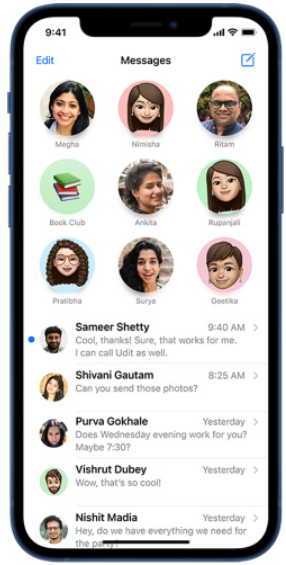 9:41
Edit Messages
Megha Nimisha Ritam
Book Club Ankita Rupanjali
Pratibha Surya Geetika
Sameer Shetty 9:40 AM
Cool, thanks! Sure, that works for me.
I can call Udit as well.
Shivani Gautam 8:25 AM
Can you send those photos?
Purva Gokhale Yesterday
Does Wednesday evening work for you?
Maybe 7:30?
Vishrut Dubey Yesterday
Wow, that's so cool!
Nishit Madia Yesterday
Hey, do we have everything we need for
the party?